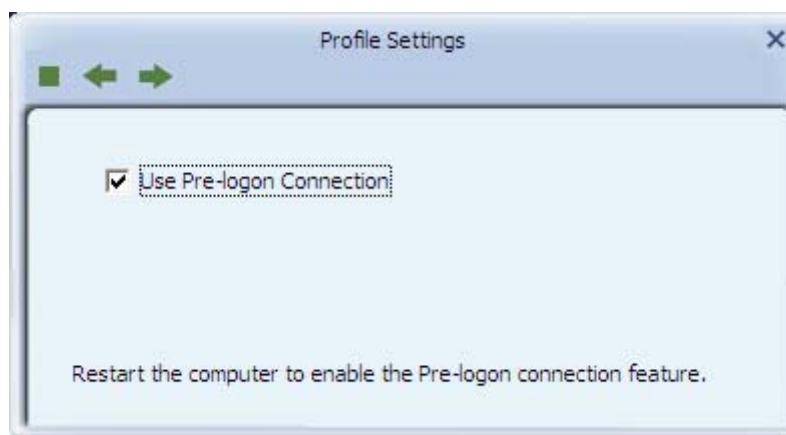 Profile Settings
Use Pre-logon Connection
Restart the computer to enable the Pre-logon connection feature.